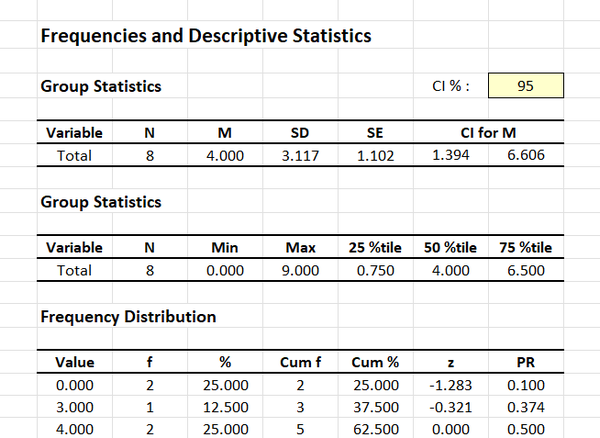 Frequencies and Descriptive Statistics
Group Statistics CI % : 95
Variable N M SD SE CI for M
Total 8 4.000 3.117 1.102 1.394 6.606
Group Statistics
Variable N Min Max 25 %tile 50 %tile 75 %tile
Total 8 0.000 9.000 0.750 4.000 6.500
Frequency Distribution
Value f % Cum f Cum % z PR
0.000 2 25.000 2 25.000 -1.283 0.100
3.000 1 12.500 3 37.500 -0.321 0.374
4.000 2 25.000 5 62.500 0.000 0.500